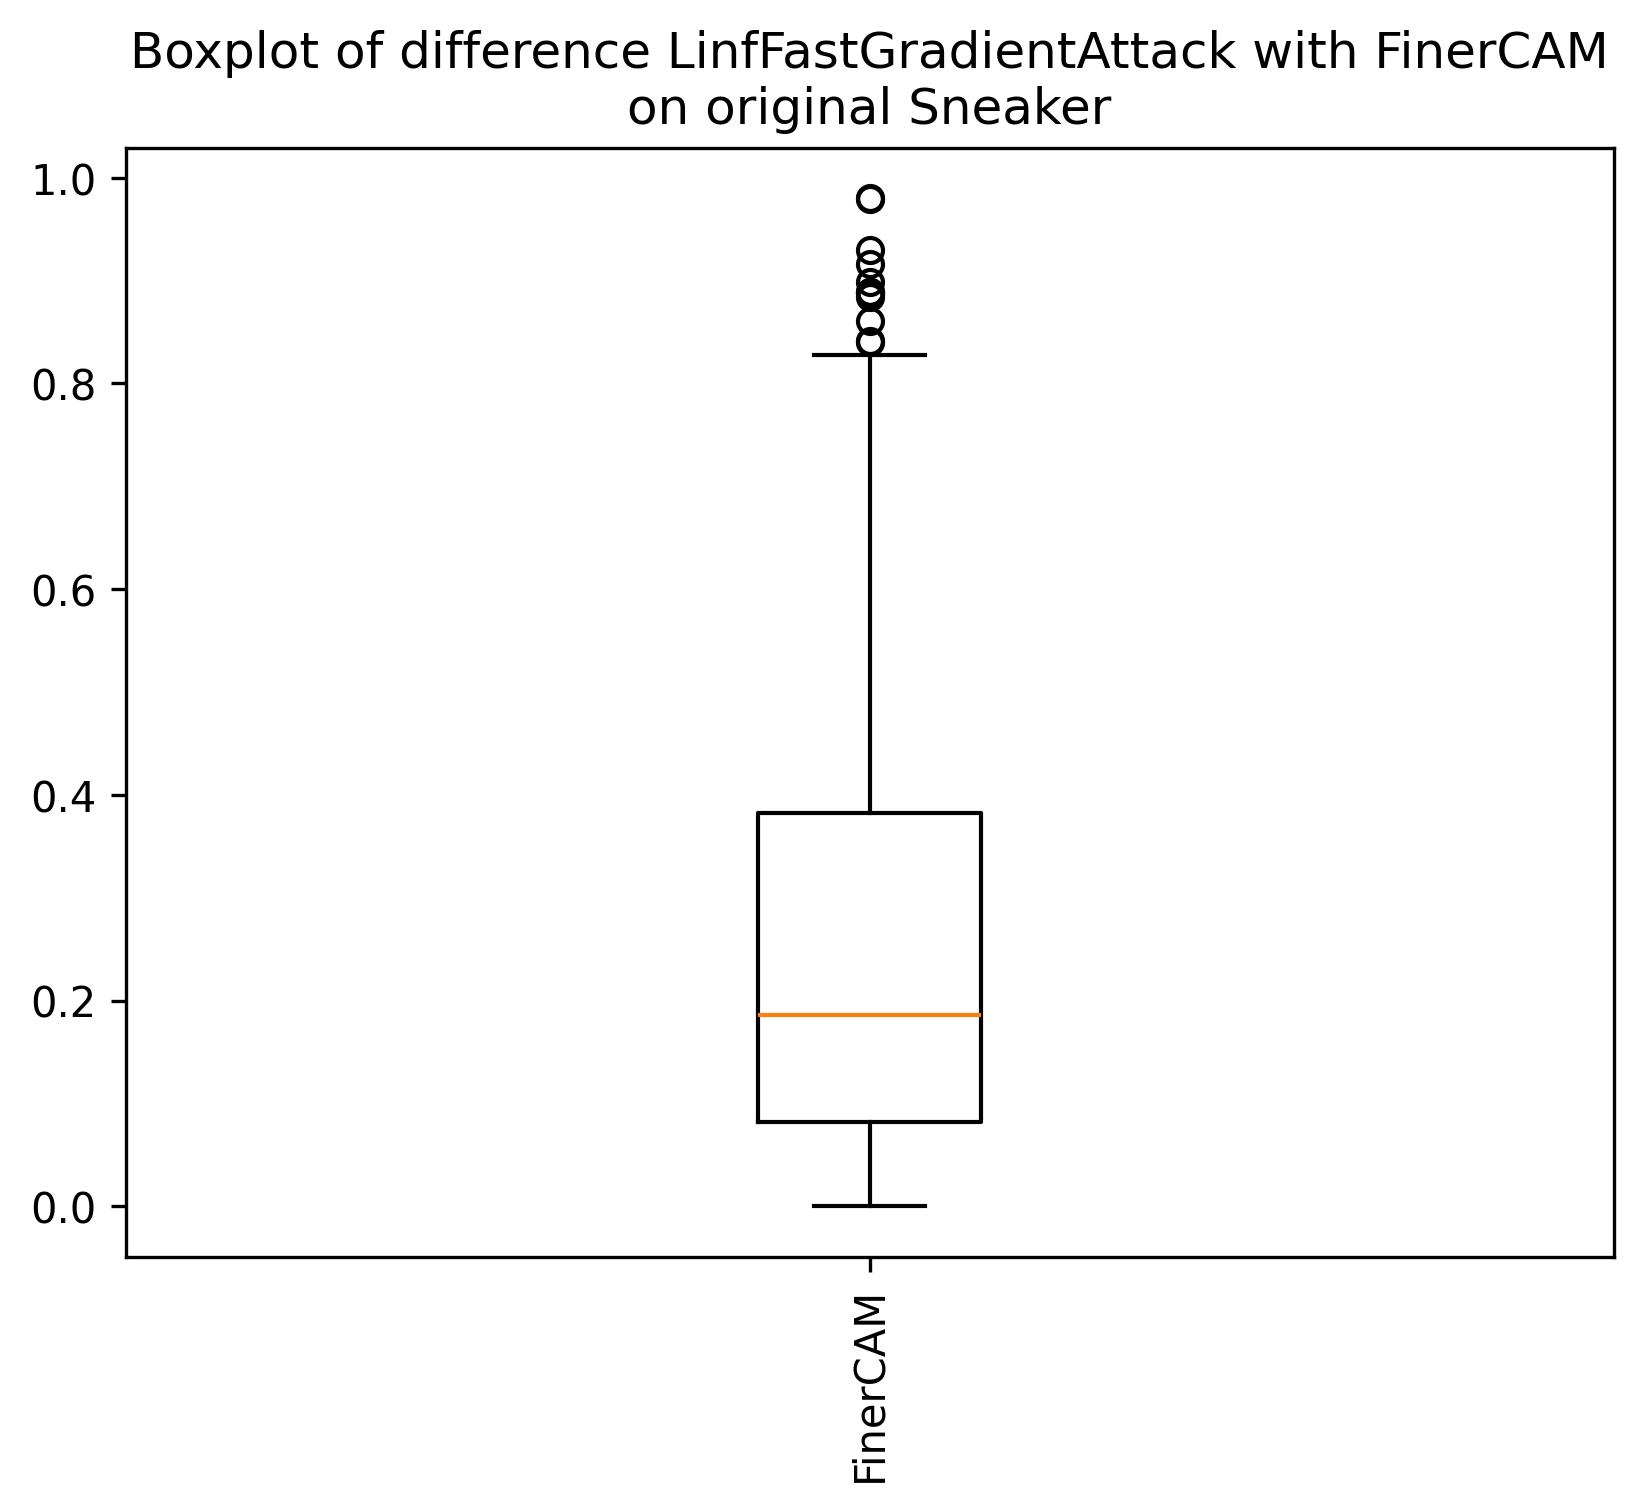 Boxplot of difference LinfFastGradientAttack with FinerCAM
on original Sneaker
1.0
0.8
0.6
0.4
0.2
0.0
FinerCAM